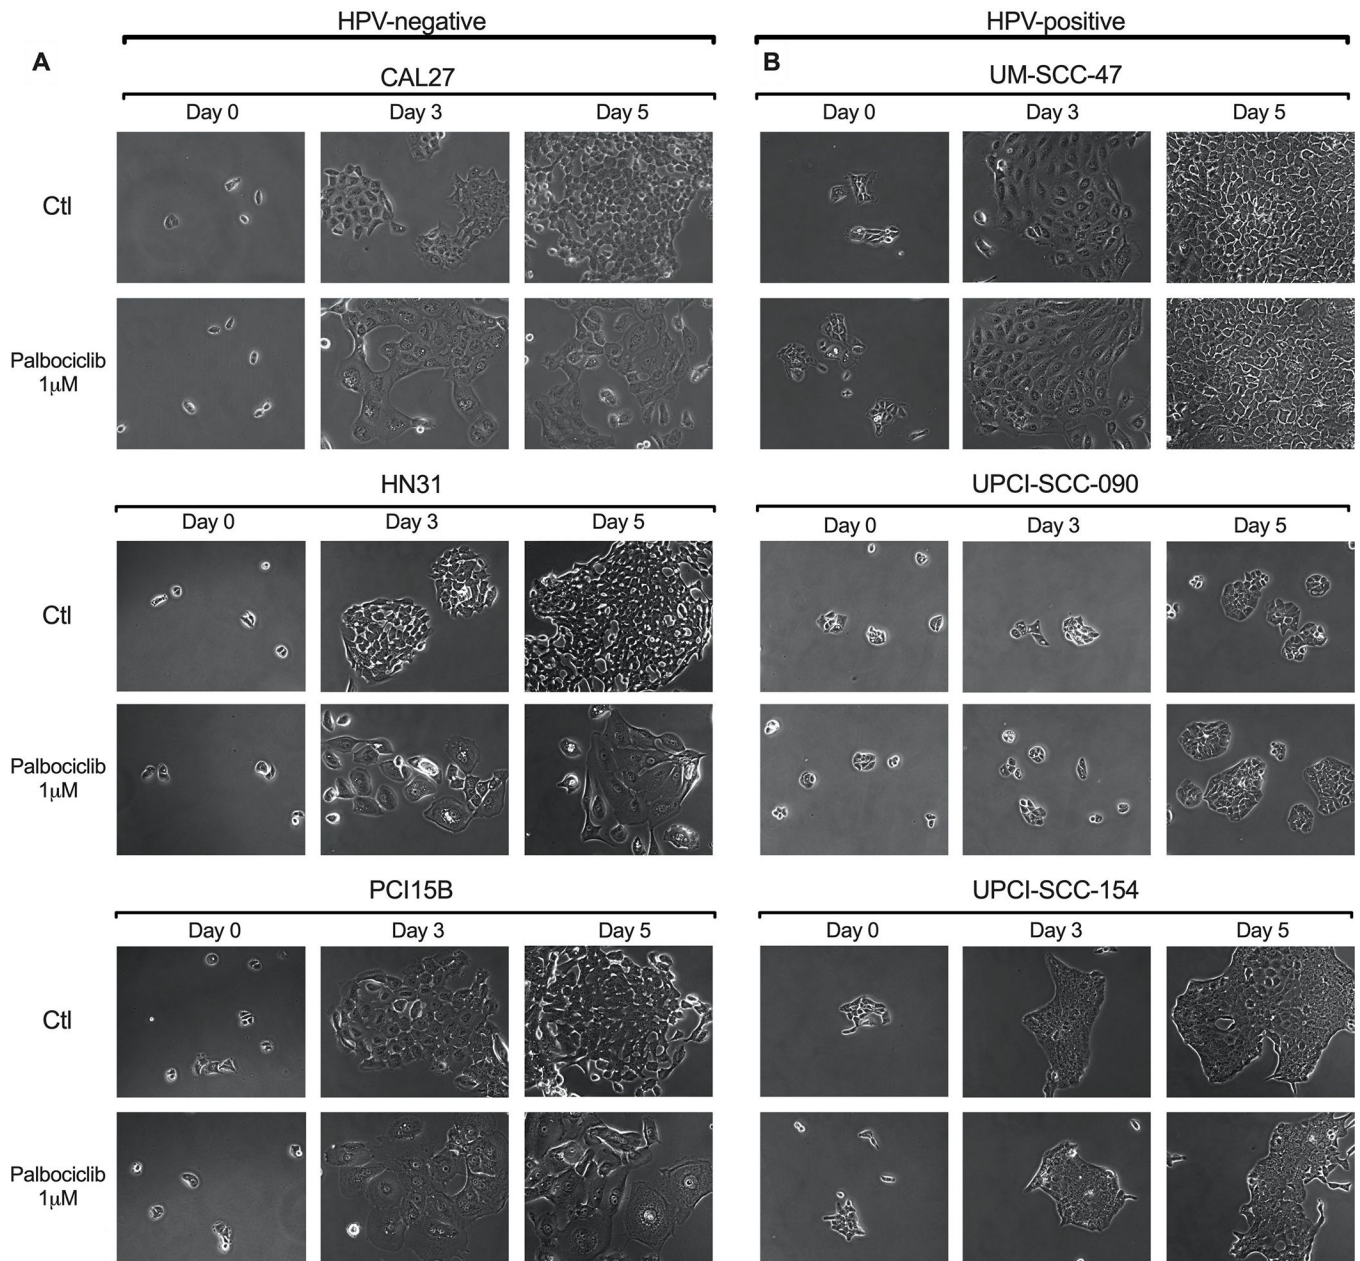 HPV-negative
HPV-positive
A
B
CAL27
UM-SCC-47
Day 0 Day 3 Day 5
Day 0 Day 3 Day 5
Ctl
Palbociclib
1µM
HN31
UPCI-SCC-090
Day 0 Day 3 Day 5
Day 0 Day 3 Day 5
Ctl
Palbociclib
1µM
PCI15B
UPCI-SCC-154
Day 0 Day 3 Day 5
Day 0 Day 3 Day 5
Ctl
Palbociclib
1µM